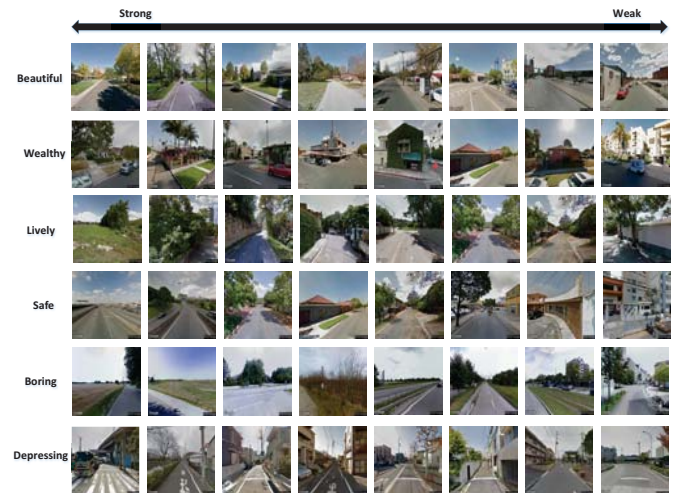 Strong
Weak
Beautiful
Wealthy
Lively
Safe
Boring
Depressing